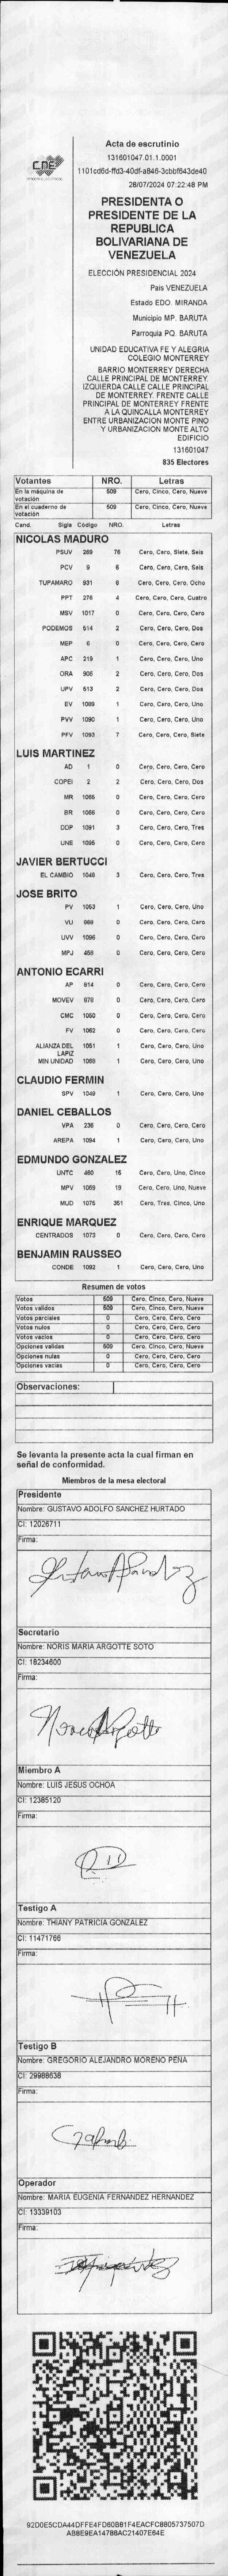 CNE
Acta de escrutinio
131601047.01.1.0001
1101cd6d-ffd3-40df-a846-3cbbf643de40
28/07/2024 07:22:48 PM
PRESIDENTA O
PRESIDENTE DE LA
REPUBLICA
BOLIVARIANA DE
VENEZUELA
ELECCIÓN PRESIDENCIAL 2024
País VENEZUELA
Estado EDO. MIRANDA
Municipio MP. BARUTA
Parroquia PQ. BARUTA
UNIDAD EDUCATIVA FE Y ALEGRIA
COLEGIO MONTERREY
BARRIO MONTERREY DERECHA
CALLE PRINCIPAL DE MONTERREY.
IZQUIERDA CALLE CALLE PRINCIPAL
DE MONTERREY. FRENTE CALLE
PRINCIPAL DE MONTERREY FRENTE
A LA QUINCALLA MONTERREY
ENTRE URBANIZACION MONTE PINO
Y URBANIZACION MONTE ALTO
EDIFICIO
131601047
835 Electores
Votantes NRO. Letras
En la máquina de votación 509 Cero, Cinco, Cero, Nueve
En el cuaderno de votación 509 Cero, Cinco, Cero, Nueve
Cand. Sigla Código NRO. Letras
NICOLAS MADURO
PSUV 269 76 Cero, Cero, Siete, Seis
PCV 9 6 Cero, Cero, Cero, Seis
TUPAMARO 931 8 Cero, Cero, Cero, Ocho
PPT 276 4 Cero, Cero, Cero, Cuatro
MSV 1017 0 Cero, Cero, Cero, Cero
PODEMOS 514 2 Cero, Cero, Cero, Dos
MEP 6 0 Cero, Cero, Cero, Cero
APC 219 1 Cero, Cero, Cero, Uno
ORA 906 2 Cero, Cero, Cero, Dos
UPV 513 2 Cero, Cero, Cero, Dos
EV 1089 1 Cero, Cero, Cero, Uno
PVV 1090 1 Cero, Cero, Cero, Uno
PFV 1093 7 Cero, Cero, Cero, Siete
LUIS MARTINEZ
AD 1 0 Cero, Cero, Cero, Cero
COPEI 2 2 Cero, Cero, Cero, Dos
MR 1065 0 Cero, Cero, Cero, Cero
BR 1066 0 Cero, Cero, Cero, Cero
DDP 1091 3 Cero, Cero, Cero, Tres
UNE 1095 0 Cero, Cero, Cero, Cero
JAVIER BERTUCCI
EL CAMBIO 1048 3 Cero, Cero, Cero, Tres
JOSE BRITO
PV 1053 1 Cero, Cero, Cero, Uno
VU 968 0 Cero, Cero, Cero, Cero
UVV 1096 0 Cero, Cero, Cero, Cero
MPJ 456 0 Cero, Cero, Cero, Cero
ANTONIO ECARRI
AP 814 0 Cero, Cero, Cero, Cero
MOVEV 978 0 Cero, Cero, Cero, Cero
CMC 1050 0 Cero, Cero, Cero, Cero
FV 1062 0 Cero, Cero, Cero, Cero
ALIANZA DEL LAPIZ 1051 1 Cero, Cero, Cero, Uno
MIN UNIDAD 1068 1 Cero, Cero, Cero, Uno
CLAUDIO FERMIN
SPV 1049 1 Cero, Cero, Cero, Uno
DANIEL CEBALLOS
VPA 236 0 Cero, Cero, Cero, Cero
AREPA 1094 1 Cero, Cero, Cero, Uno
EDMUNDO GONZALEZ
UNTC 460 15 Cero, Cero, Uno, Cinco
MPV 1059 19 Cero, Cero, Uno, Nueve
MUD 1075 351 Cero, Tres, Cinco, Uno
ENRIQUE MARQUEZ
CENTRADOS 1073 0 Cero, Cero, Cero, Cero
BENJAMIN RAUSSEO
CONDE 1092 1 Cero, Cero, Cero, Uno
Resumen de votos
Votos 509 Cero, Cinco, Cero, Nueve
Votos validos 509 Cero, Cinco, Cero, Nueve
Votos parciales 0 Cero, Cero, Cero, Cero
Votos nulos 0 Cero, Cero, Cero, Cero
Votos vacios 0 Cero, Cero, Cero, Cero
Opciones validas 509 Cero, Cinco, Cero, Nueve
Opciones nulas 0 Cero, Cero, Cero, Cero
Opciones vacias 0 Cero, Cero, Cero, Cero
Observaciones:
Se levanta la presente acta la cual firman en
señal de conformidad.
Miembros de la mesa electoral
Presidente
Nombre: GUSTAVO ADOLFO SANCHEZ HURTADO
CI: 12026711
Firma:
Secretario
Nombre: NORIS MARIA ARGOTTE SOTO
CI: 18234600
Firma:
Miembro A
Nombre: LUIS JESUS OCHOA
CI: 12385120
Firma:
Testigo A
Nombre: THIANY PATRICIA GONZALEZ
CI: 11471766
Firma:
Testigo B
Nombre: GREGORIO ALEJANDRO MORENO PEÑA
CI: 29988638
Firma:
Operador
Nombre: MARIA EUGENIA FERNANDEZ HERNANDEZ
CI: 13339103
Firma:
92D0E5CDA44DFFE4FD60B81F4EACFC8805737507D
AB8E9EA14788AC21407E64E